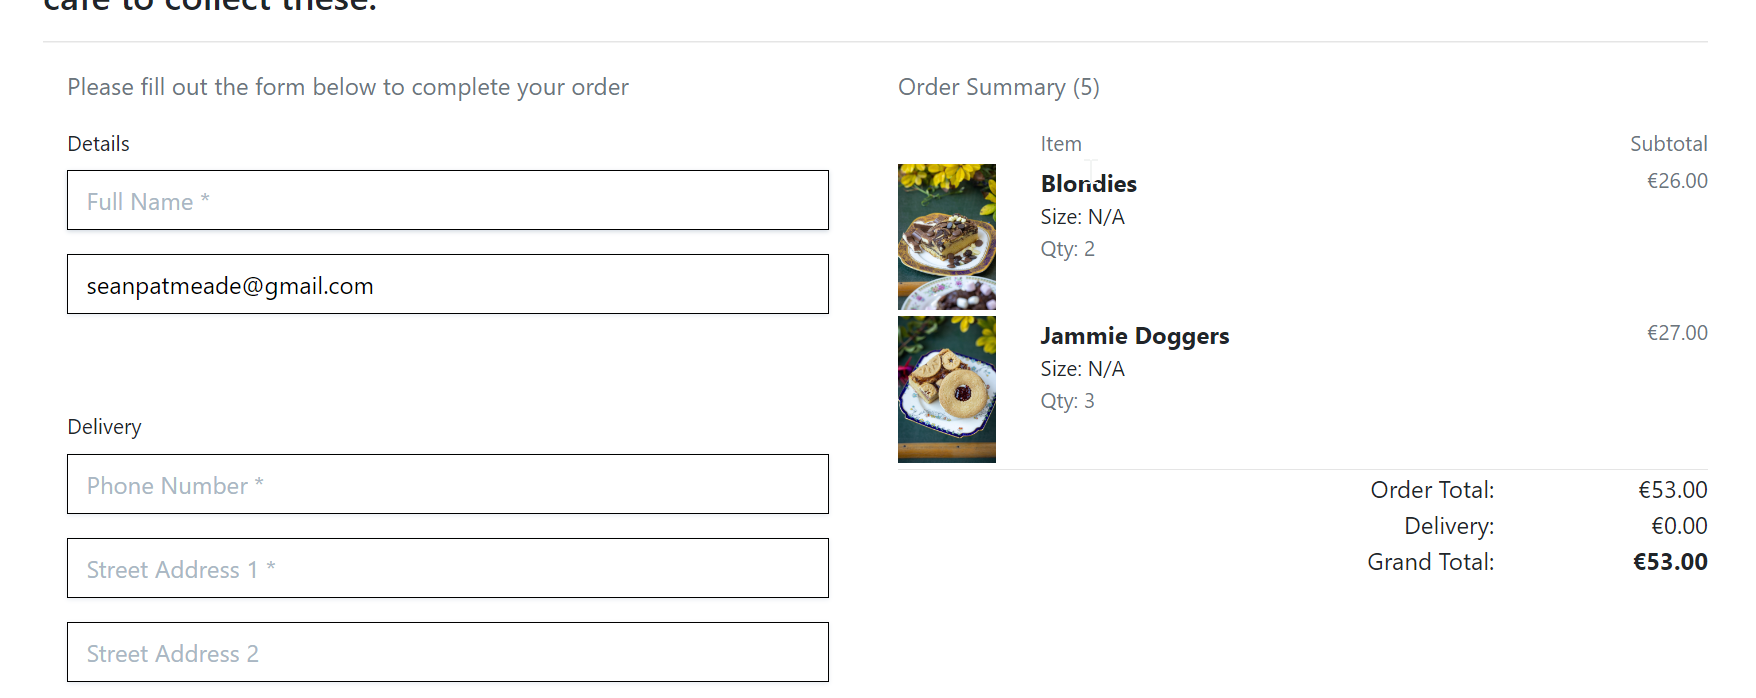 cafe to collect these.
Please fill out the form below to complete your order
Details
Full Name *
seanpatmeade@gmail.com
Delivery
Phone Number *
Street Address 1 *
Street Address 2
Order Summary (5)
Item Subtotal
Blondies €26.00
Size: N/A
Qty: 2
Jammie Doggers €27.00
Size: N/A
Qty: 3
Order Total: €53.00
Delivery: €0.00
Grand Total: €53.00